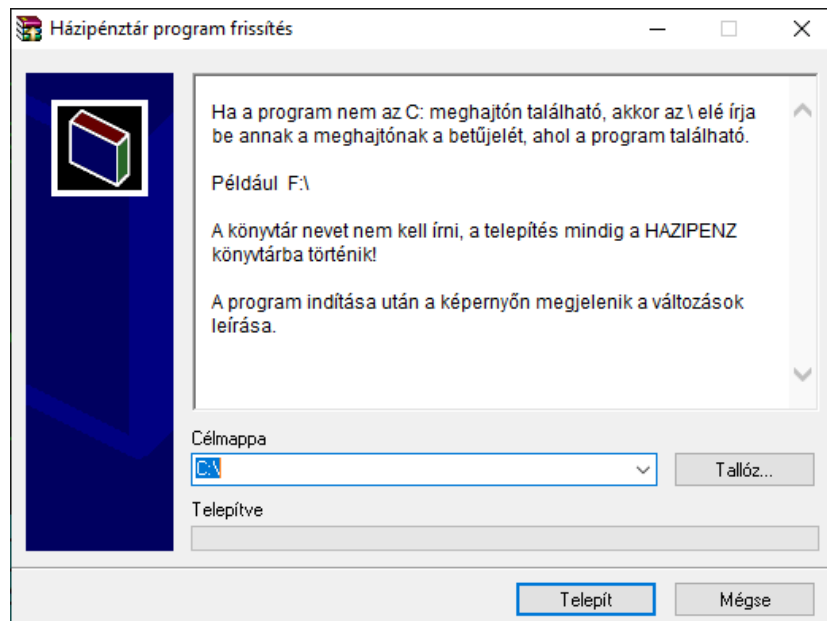 Házipénztár program frissítés
Ha a program nem az C: meghajtón található, akkor az \ elé írja
be annak a meghajtónak a betűjelét, ahol a program található.
Például F:\
A könyvtár nevet nem kell írni, a telepítés mindig a HAZIPENZ
könyvtárba történik!
A program indítása után a képernyőn megjelenik a változások
leírása.
Célmappa
C:\
Tallóz...
Telepítve
Telepít
Mégse